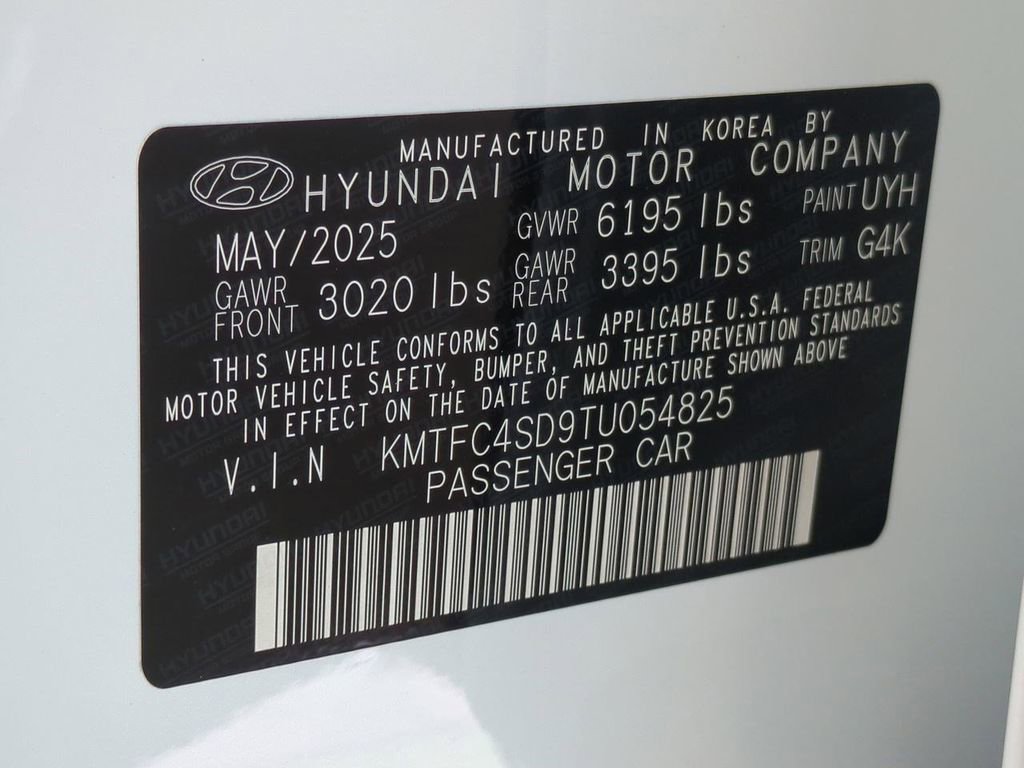 MANUFACTURED IN KOREA BY
HYUNDAI MOTOR COMPANY
MAY/2025 GVWR 6195 lbs PAINT UYH
GAWR FRONT 3020 lbs GAWR REAR 3395 lbs TRIM G4K
THIS VEHICLE CONFORMS TO ALL APPLICABLE U.S.A. FEDERAL
MOTOR VEHICLE SAFETY, BUMPER, AND THEFT PREVENTION STANDARDS
IN EFFECT ON THE DATE OF MANUFACTURE SHOWN ABOVE
V.I.N KMTFC4SD9TU054825
PASSENGER CAR